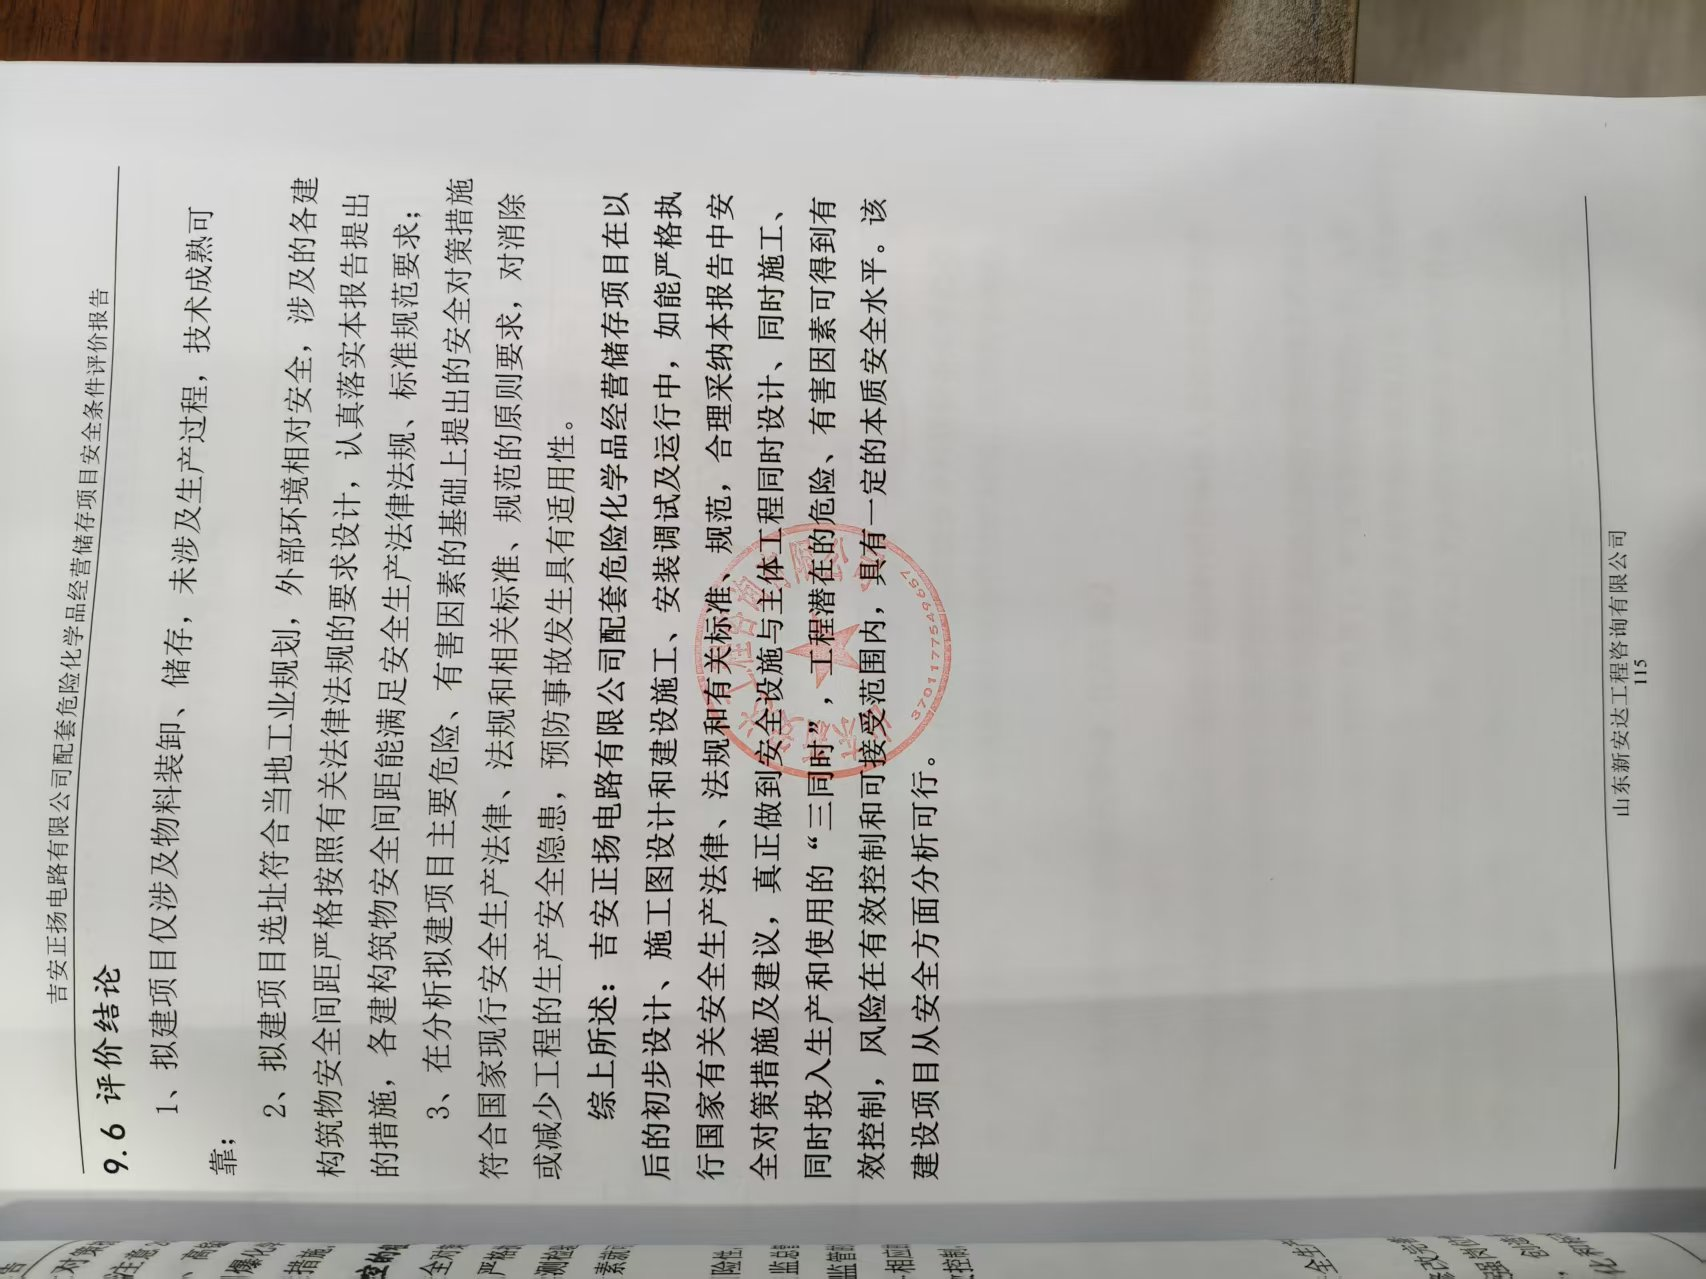 吉安正扬电路有限公司配套危险化学品经营储存项目安全条件评价报告
9.6 评价结论
1、拟建项目仅涉及物料装卸、储存，未涉及生产过程，技术成熟可
靠；
2、拟建项目选址符合当地工业规划，外部环境相对安全，涉及的各建
构筑物安全间距严格按照有关法律法规的要求设计，认真落实本报告提出
的措施，各建构筑物安全间距能满足安全生产法律法规、标准规范要求；
3、在分析拟建项目主要危险、有害因素的基础上提出的安全对策措施
符合国家现行安全生产法律、法规和相关标准、规范的原则要求，对消除
或减少工程的生产安全隐患，预防事故发生具有适用性。
综上所述：吉安正扬电路有限公司配套危险化学品经营储存项目在以
后的初步设计、施工图设计和建设施工、安装调试及运行中，如能严格执
行国家有关安全生产法律、法规和有关标准、规范，合理采纳本报告中安
全对策措施及建议，真正做到安全设施与主体工程同时设计、同时施工、
同时投入生产和使用的“三同时”，工程潜在的危险、有害因素可得到有
效控制，风险在有效控制和可接受范围内，具有一定的本质安全水平。该
建设项目从安全方面分析可行。
3701177549657
山东新安达工程咨询有限公司
115